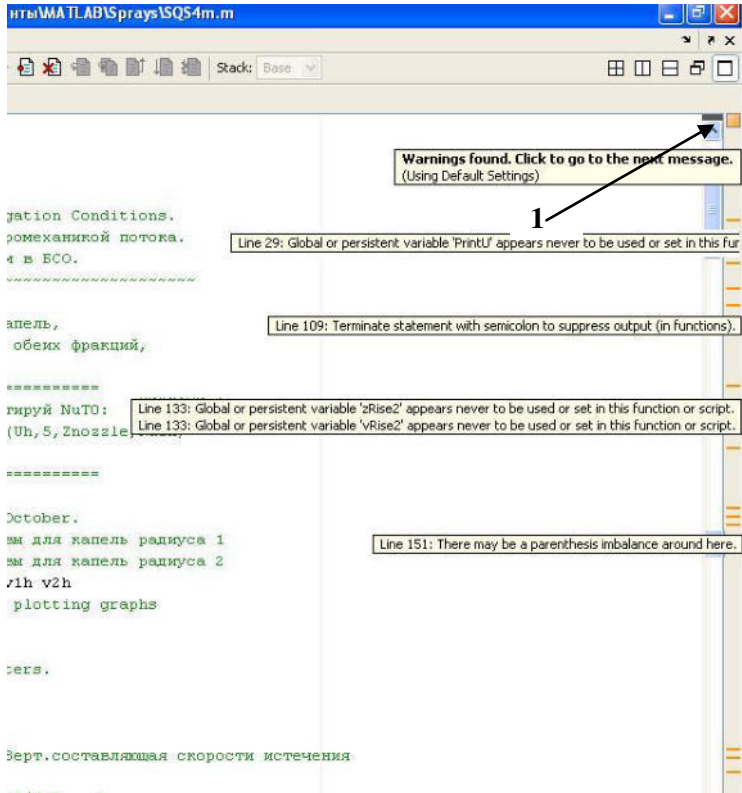 нты\MATLAB\Sprays\SQS4m.m
Stack: Base
Warnings found. Click to go to the next message.
(Using Default Settings)
1
gation Conditions.
ромеханикой потока.
Line 29: Global or persistent variable 'PrintU' appears never to be used or set in this fur
и в БСО.
~~~~~~~~~~~~~~~~~~~~
апель,
Line 109: Terminate statement with semicolon to suppress output (in functions).
обеих фракций,
==========
тируй NuTO:
Line 133: Global or persistent variable 'zRise2' appears never to be used or set in this function or script.
(Uh,5,Znozzle,
Line 133: Global or persistent variable 'vRise2' appears never to be used or set in this function or script.
==========
October.
вы для капель радиуса 1
Line 151: There may be a parenthesis imbalance around here.
вы для капель радиуса 2
v1h v2h
plotting graphs
ters.
Верт.составляющая скорости истечения